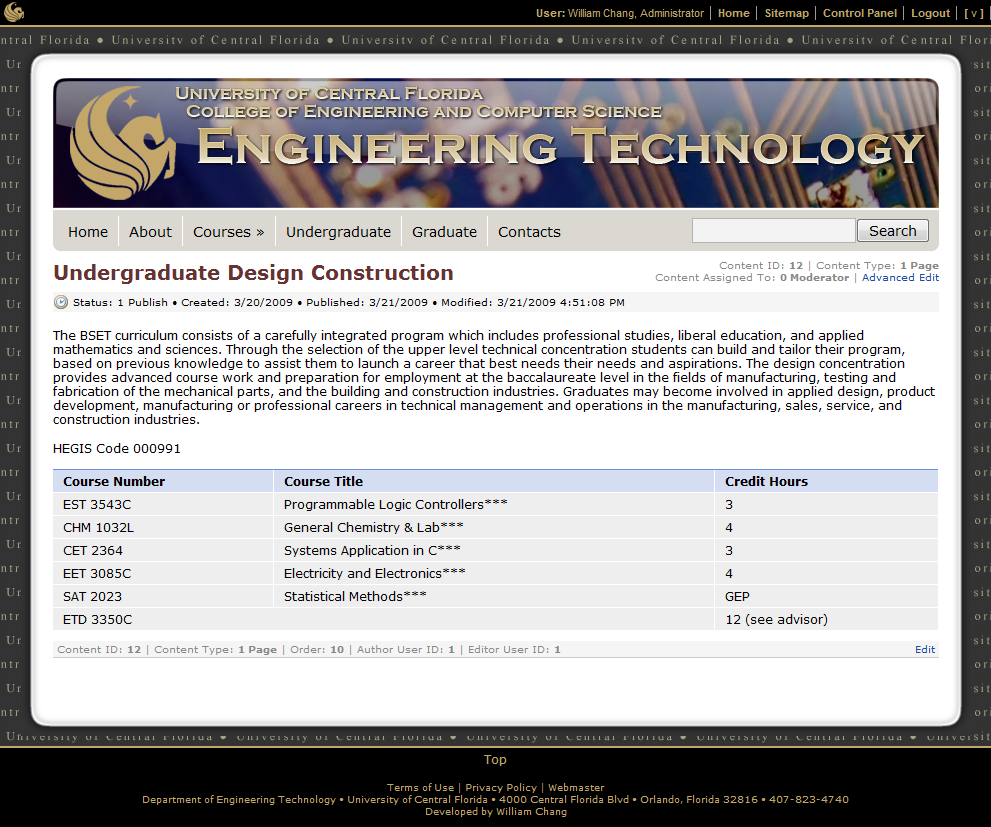 User: William Chang, Administrator | Home | Sitemap | Control Panel | Logout | [ v ]
ntral Florida • University of Central Florida • University of Central Florida • University of Central Florida • University of Central Flori
UNIVERSITY OF CENTRAL FLORIDA
COLLEGE OF ENGINEERING AND COMPUTER SCIENCE
ENGINEERING TECHNOLOGY
Home About Courses » Undergraduate Graduate Contacts Search
Undergraduate Design Construction
Content ID: 12 | Content Type: 1 Page
Content Assigned To: 0 Moderator | Advanced Edit
Status: 1 Publish • Created: 3/20/2009 • Published: 3/21/2009 • Modified: 3/21/2009 4:51:08 PM
The BSET curriculum consists of a carefully integrated program which includes professional studies, liberal education, and applied
mathematics and sciences. Through the selection of the upper level technical concentration students can build and tailor their program,
based on previous knowledge to assist them to launch a career that best needs their needs and aspirations. The design concentration
provides advanced course work and preparation for employment at the baccalaureate level in the fields of manufacturing, testing and
fabrication of the mechanical parts, and the building and construction industries. Graduates may become involved in applied design, product
development, manufacturing or professional careers in technical management and operations in the manufacturing, sales, service, and
construction industries.
HEGIS Code 000991
Course Number Course Title Credit Hours
EST 3543C Programmable Logic Controllers*** 3
CHM 1032L General Chemistry & Lab*** 4
CET 2364 Systems Application in C*** 3
EET 3085C Electricity and Electronics*** 4
SAT 2023 Statistical Methods*** GEP
ETD 3350C 12 (see advisor)
Content ID: 12 | Content Type: 1 Page | Order: 10 | Author User ID: 1 | Editor User ID: 1 Edit
University of Central Florida • University of Central Florida • University of Central Florida • University of Central Florida • Universit
Top
Terms of Use | Privacy Policy | Webmaster
Department of Engineering Technology • University of Central Florida • 4000 Central Florida Blvd • Orlando, Florida 32816 • 407-823-4740
Developed by William Chang